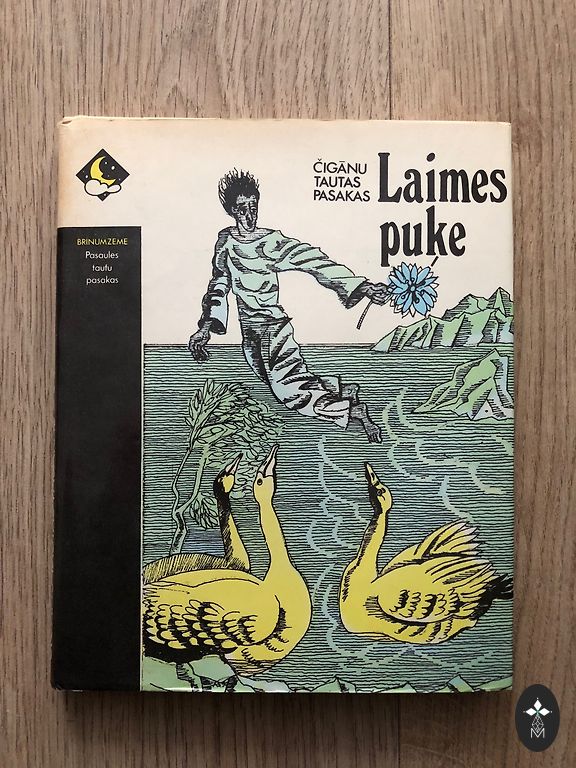 ČIGĀNU
TAUTAS
PASAKAS
Laimes
puķe
BRĪNUMZEME
Pasaules
tautu
pasakas
M